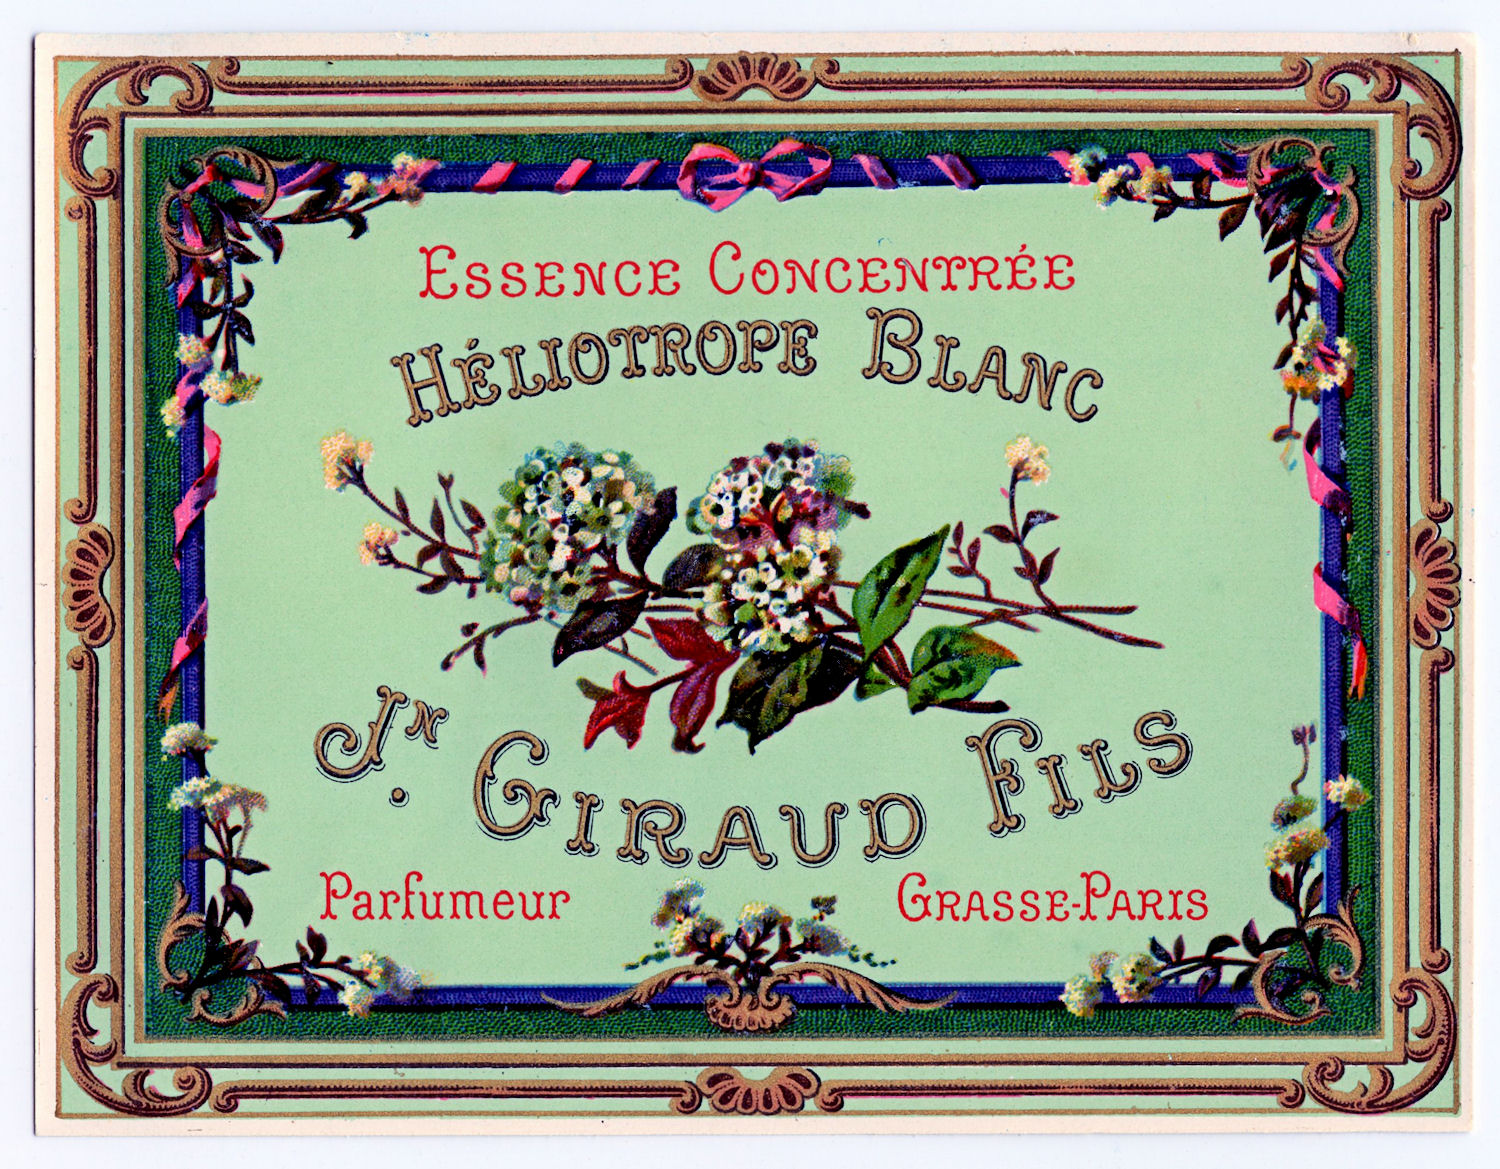 Essence Concentrée
Héliotrope Blanc
Jn. Giraud Fils
Parfumeur Grasse-Paris